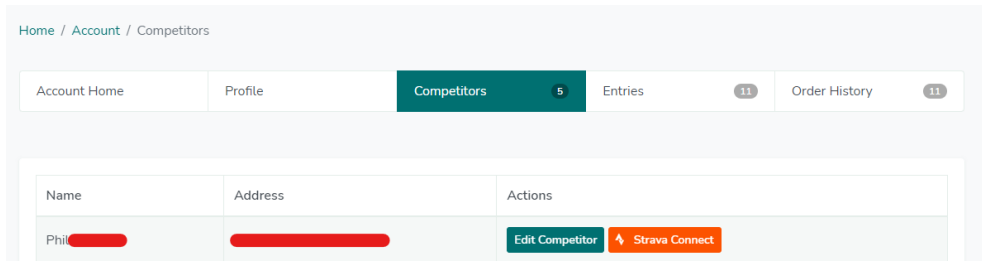 Home / Account / Competitors
Account Home Profile Competitors 5 Entries 11 Order History 11
Name Address Actions
Phil Edit Competitor Strava Connect